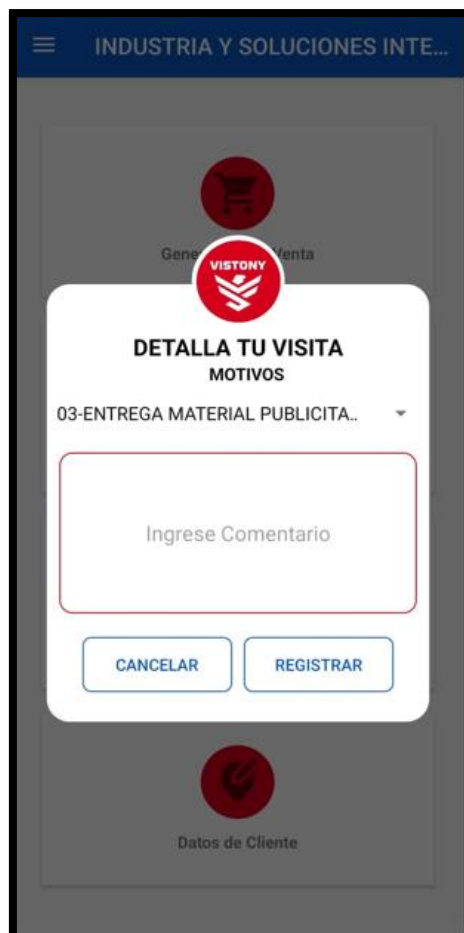 INDUSTRIA Y SOLUCIONES INTE...
Venta
VISTONY
DETALLA TU VISITA
MOTIVOS
03-ENTREGA MATERIAL PUBLICITA..
Ingrese Comentario
CANCELAR
REGISTRAR
Datos de Cliente